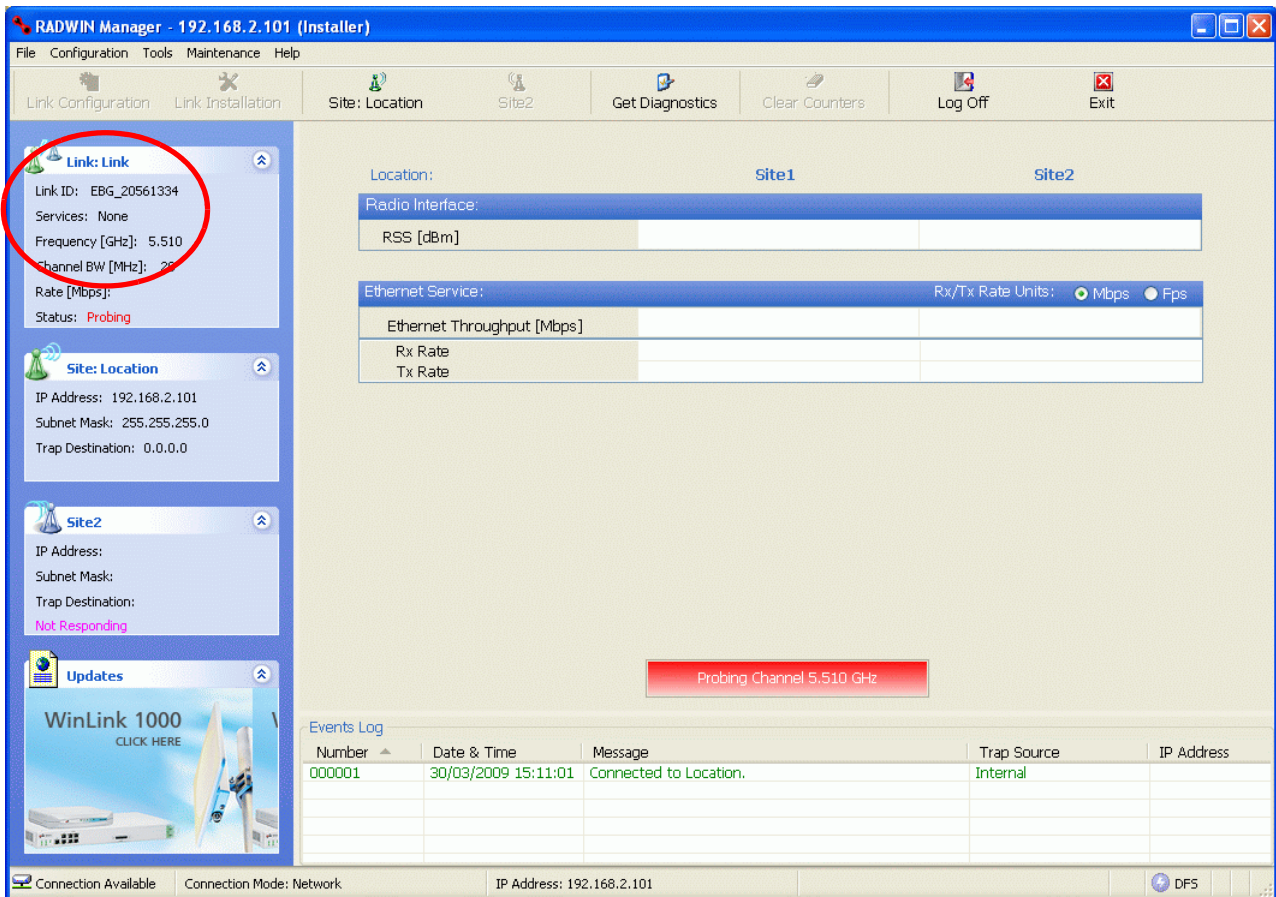 RADWIN Manager - 192.168.2.101 (Installer)
File Configuration Tools Maintenance Help
Link Configuration Link Installation Site: Location Site2 Get Diagnostics Clear Counters Log Off Exit
Link: Link
Link ID: EBG_20561334
Services: None
Frequency [GHz]: 5.510
Channel BW [MHz]: 20
Rate [Mbps]:
Status: Probing
Site: Location
IP Address: 192.168.2.101
Subnet Mask: 255.255.255.0
Trap Destination: 0.0.0.0
Site2
IP Address:
Subnet Mask:
Trap Destination:
Not Responding
Updates
WinLink 1000
CLICK HERE
Location: Site1 Site2
Radio Interface:
RSS [dBm]
Ethernet Service: Rx/Tx Rate Units: Mbps Fps
Ethernet Throughput [Mbps]
Rx Rate
Tx Rate
Probing Channel 5.510 GHz
Events Log
Number Date & Time Message Trap Source IP Address
000001 30/03/2009 15:11:01 Connected to Location. Internal
Connection Available Connection Mode: Network IP Address: 192.168.2.101 DFS